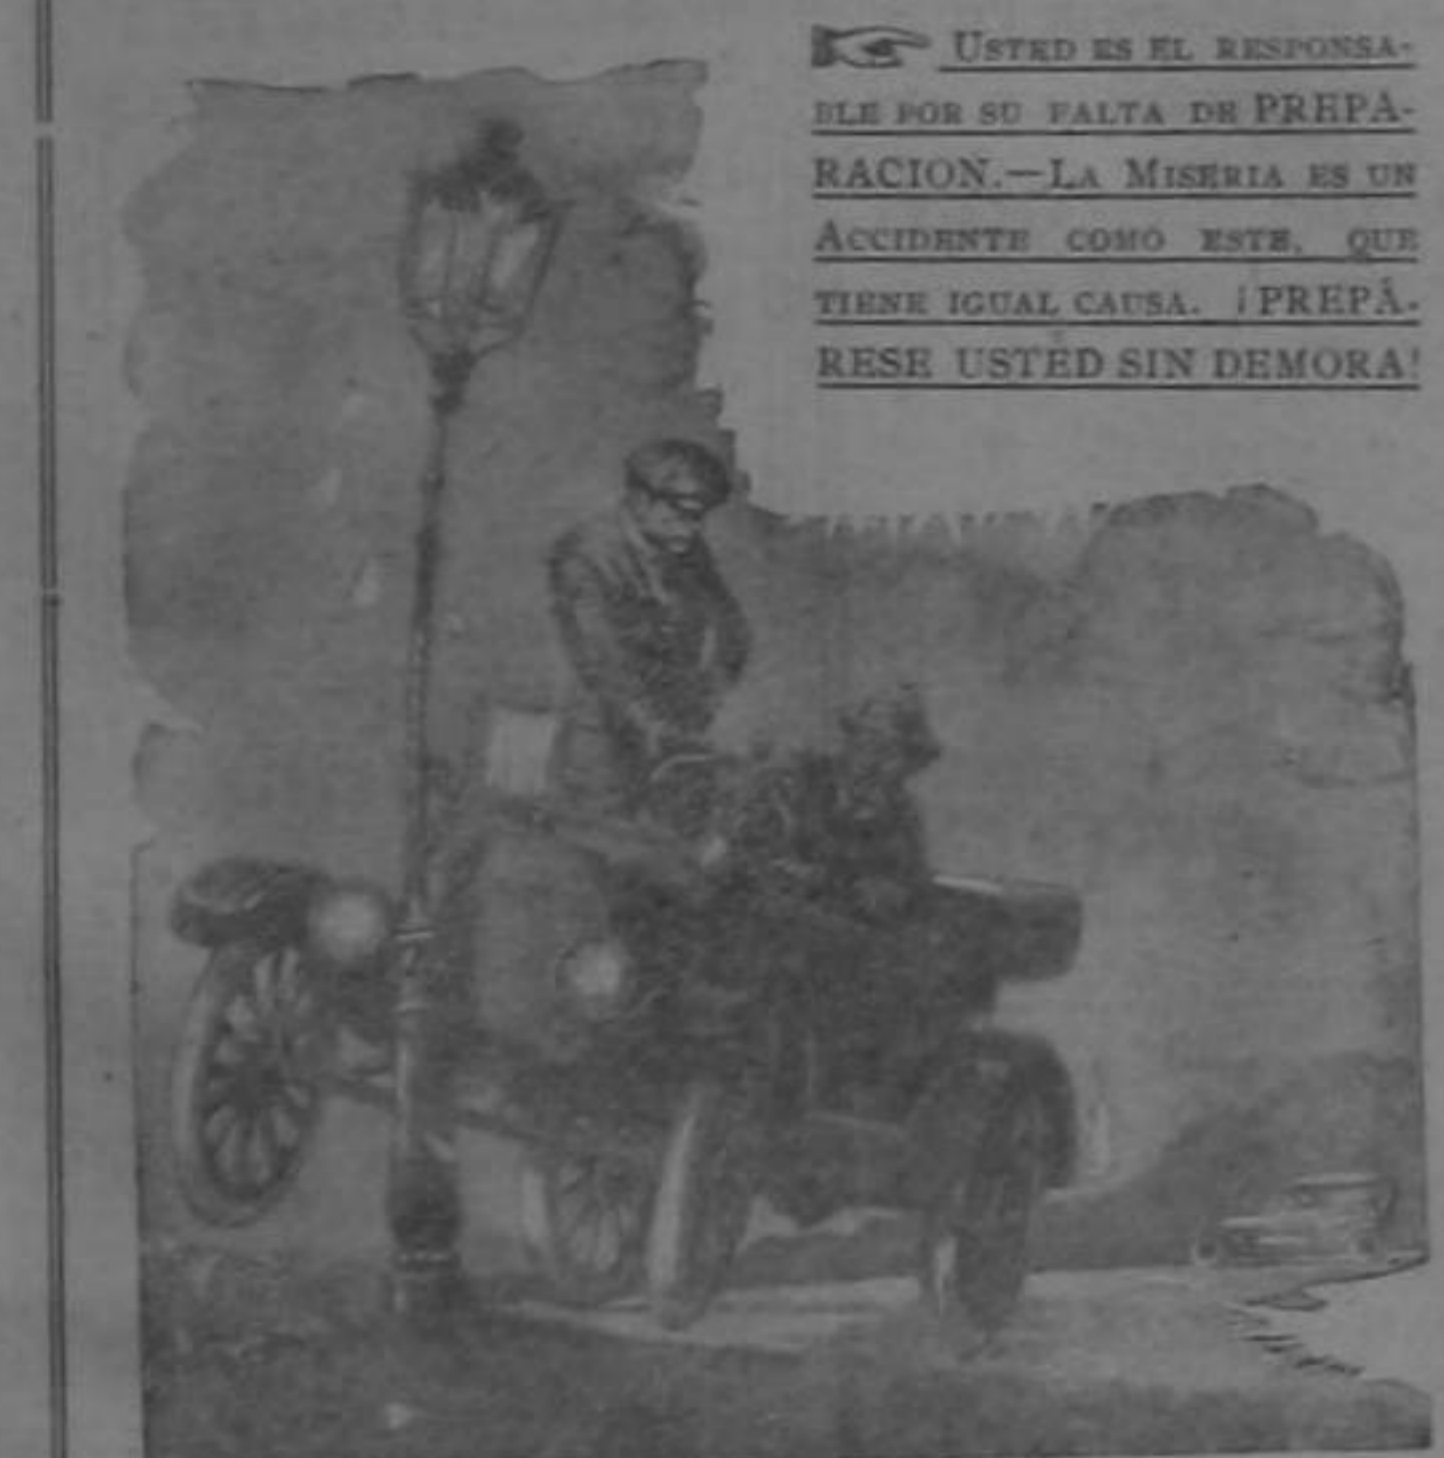 USTED ES EL RESPONSA-
BLE POR SU FALTA DE PREPA-
RACION.—LA MISERIA ES UN
ACCIDENTE COMO ESTE, QUE
TIENE IGUAL CAUSA. ¡PREPÁ-
RESE USTED SIN DEMORA!